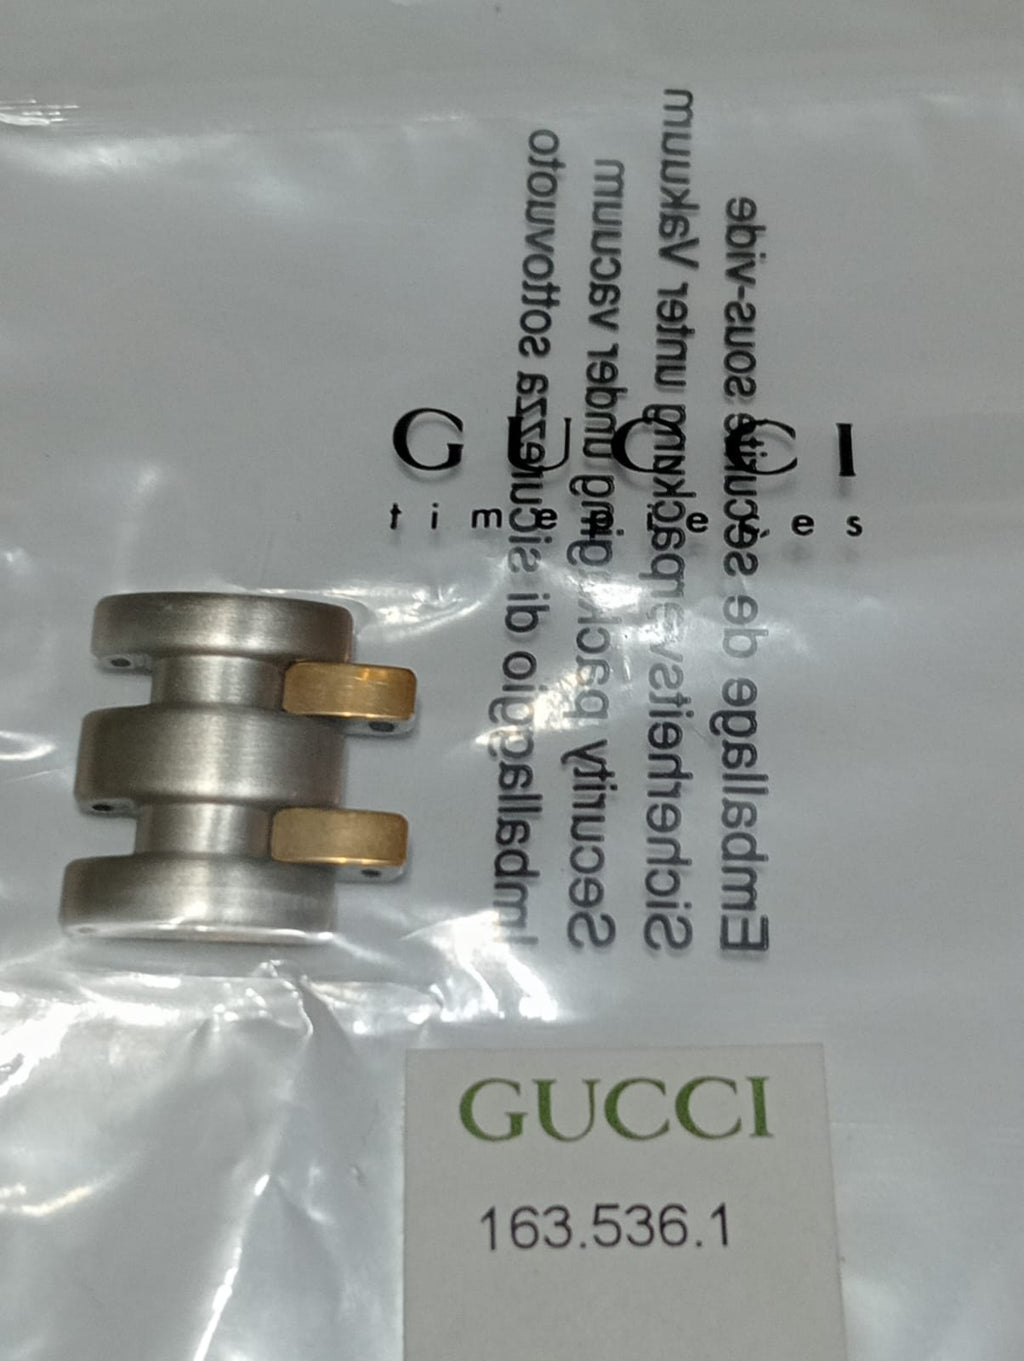 GUCCI
timepieces
Emballage de sécurité sous-vide
Sicherheitsverpackung unter Vakuum
Security packaging under vacuum
Imballaggio di sicurezza sottovuoto
GUCCI
163.536.1